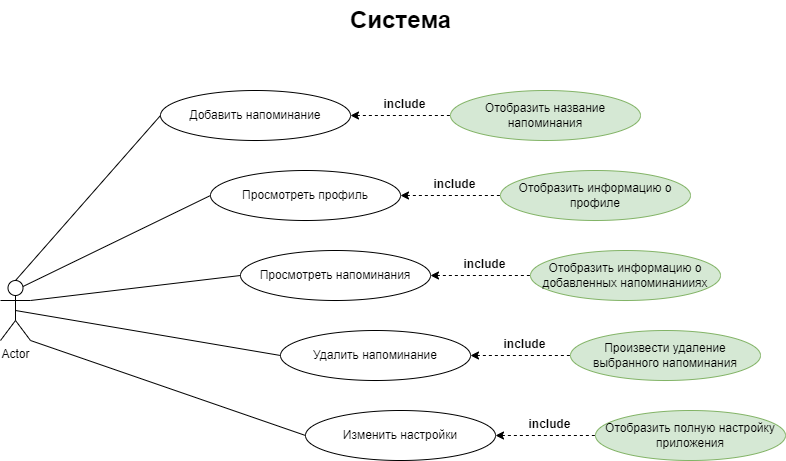 Система
Добавить напоминание
include
Отобразить название
напоминания
Просмотреть профиль
include
Отобразить информацию о
профиле
Просмотреть напоминания
include
Отобразить информацию о
добавленных напоминанииях
Actor
Удалить напоминание
include
Произвести удаление
выбранного напоминания
Изменить настройки
include
Отобразить полную настройку
приложения